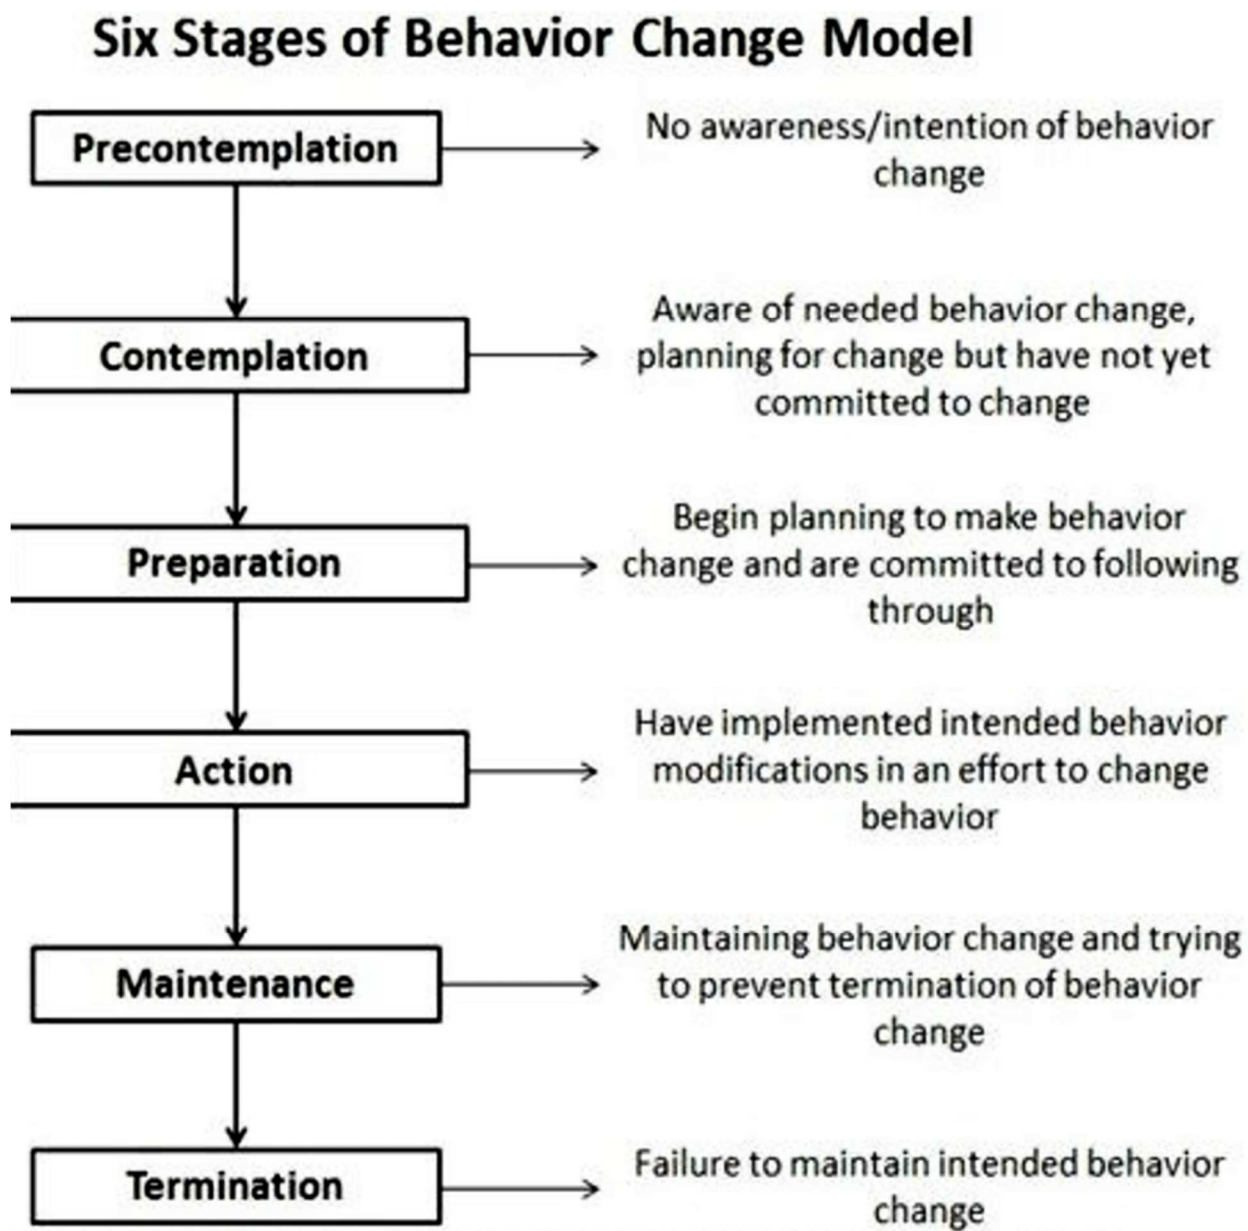 Six Stages of Behavior Change Model
Precontemplation
No awareness/intention of behavior
change
Contemplation
Aware of needed behavior change,
planning for change but have not yet
committed to change
Preparation
Begin planning to make behavior
change and are committed to following
through
Action
Have implemented intended behavior
modifications in an effort to change
behavior
Maintenance
Maintaining behavior change and trying
to prevent termination of behavior
change
Termination
Failure to maintain intended behavior
change